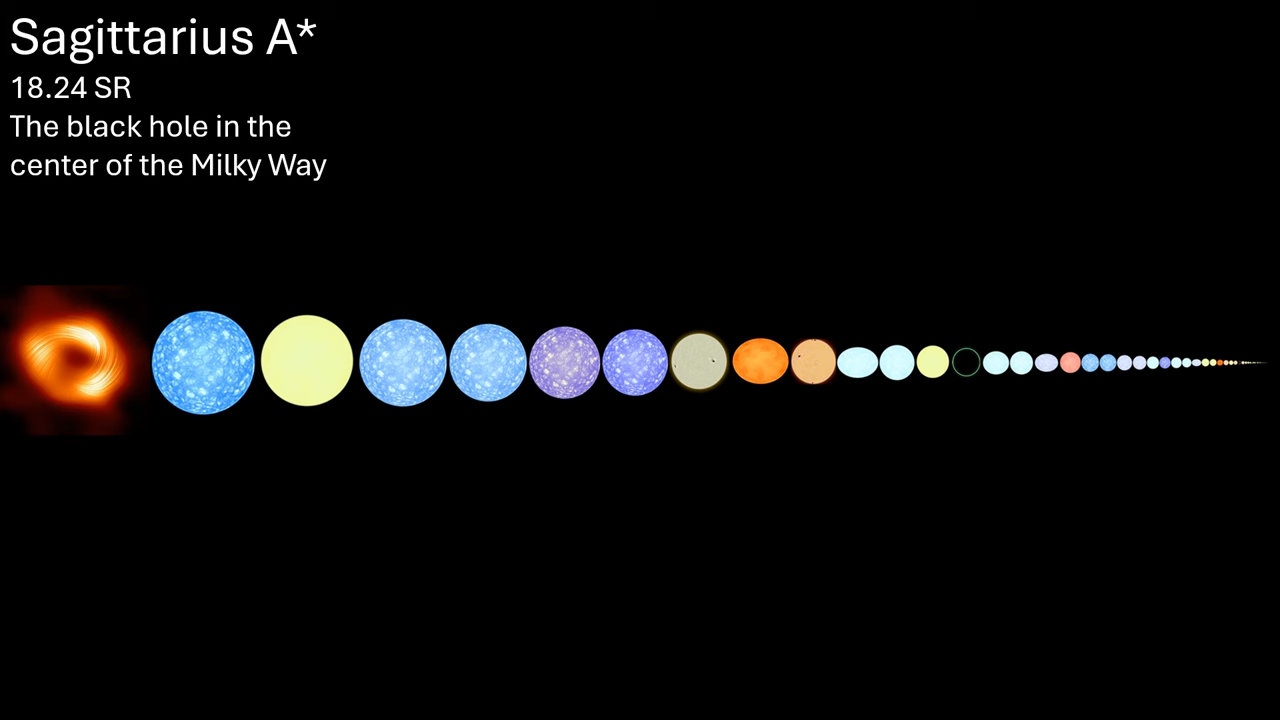 Sagittarius A*
18.24 SR
The black hole in the
center of the Milky Way